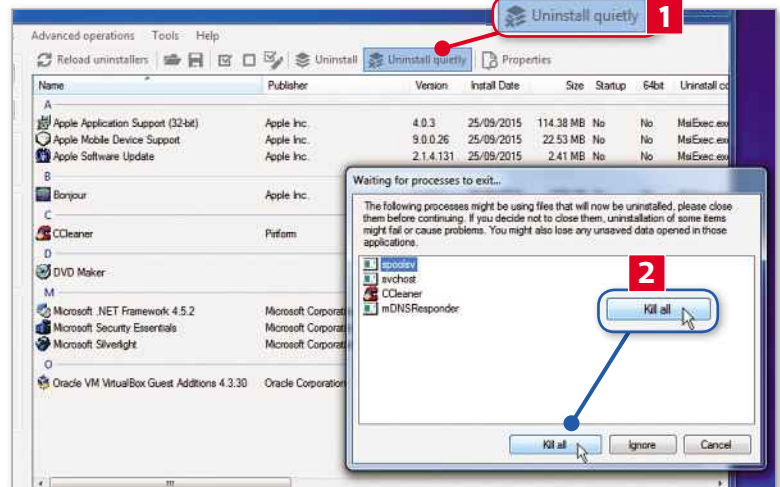 Uninstall quietly 1
Advanced operations Tools Help
Reload uninstallers Uninstall Uninstall quietly Properties
Name Publisher Version Install Date Size Startup 64bit Uninstall co
A
Apple Application Support (32-bit) Apple Inc. 4.0.3 25/09/2015 114.38 MB No No MsiExec.exe
Apple Mobile Device Support Apple Inc. 9.0.0.26 25/09/2015 22.53 MB No No MsiExec.exe
Apple Software Update Apple Inc. 2.1.4.131 25/09/2015 2.41 MB No No MsiExec.exe
B
Bonjour Apple Inc.
C
CCleaner Piriform
D
DVD Maker
M
Microsoft .NET Framework 4.5.2 Microsoft Corporati
Microsoft Security Essentials Microsoft Corporati
Microsoft Silverlight Microsoft Corporati
O
Oracle VM VirtualBox Guest Additions 4.3.30 Oracle Corporation
Waiting for processes to exit...
The following processes might be using files that will now be uninstalled, please close
them before continuing. If you decide not to close them, uninstallation of some items
might fail or cause problems. You might also lose any unsaved data opened in those
applications.
spoolsv
svchost
CCleaner
mDNSResponder
2
Kill all
Kill all Ignore Cancel